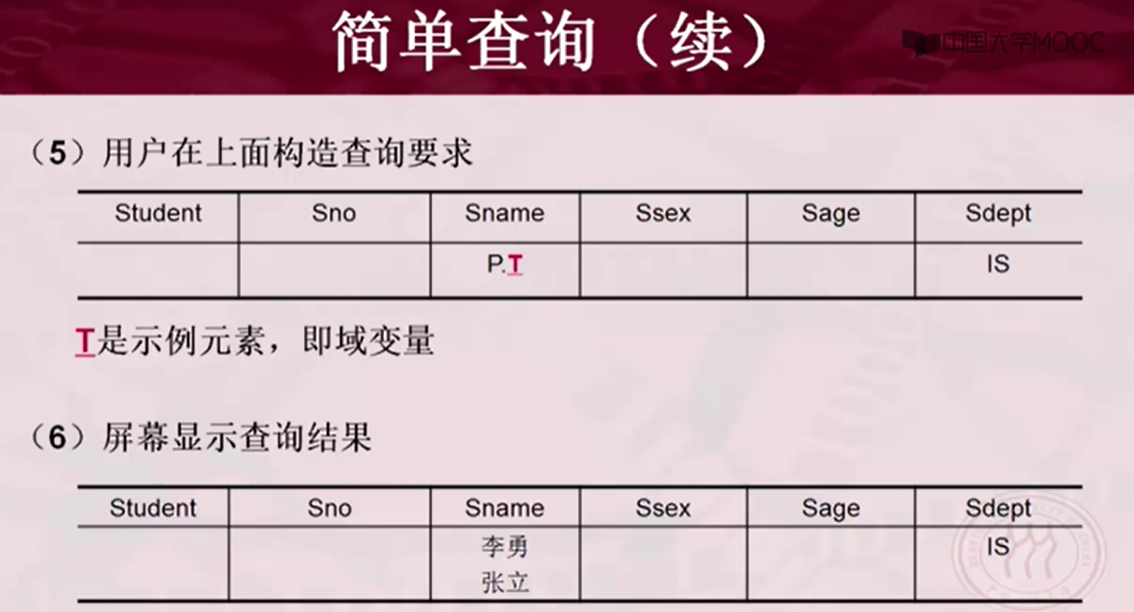 简单查询（续）
中国大学MOOC
（5）用户在上面构造查询要求
Student Sno Sname Ssex Sage Sdept
P.T IS
T是示例元素，即域变量
（6）屏幕显示查询结果
Student Sno Sname Ssex Sage Sdept
李勇 IS
张立